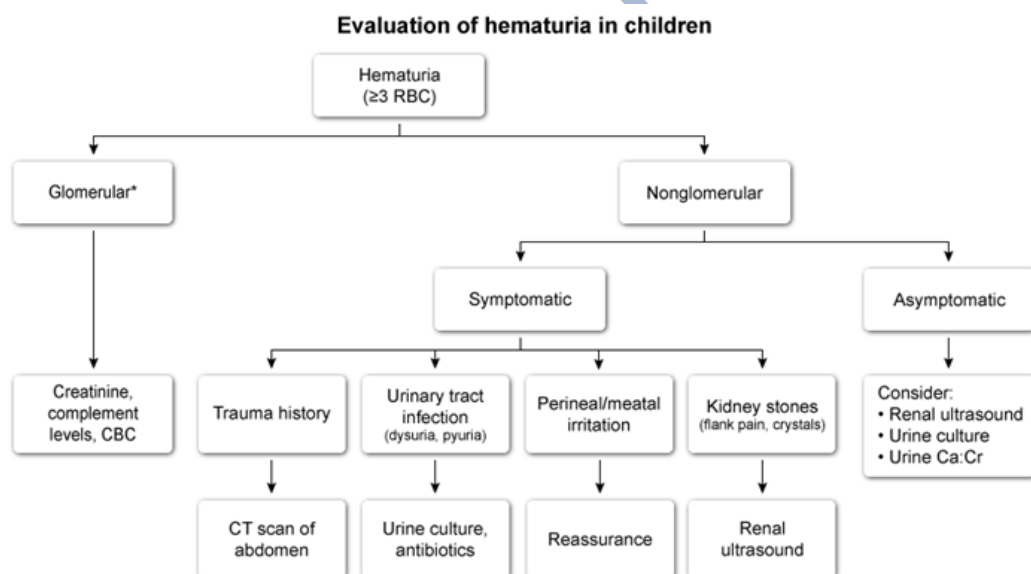 Evaluation of hematuria in children
Hematuria
(≥3 RBC)
Glomerular*
Nonglomerular
Symptomatic
Asymptomatic
Creatinine,
complement
levels, CBC
Trauma history
Urinary tract
infection
(dysuria, pyuria)
Perineal/meatal
irritation
Kidney stones
(flank pain, crystals)
Consider:
• Renal ultrasound
• Urine culture
• Urine Ca:Cr
CT scan of
abdomen
Urine culture,
antibiotics
Reassurance
Renal
ultrasound